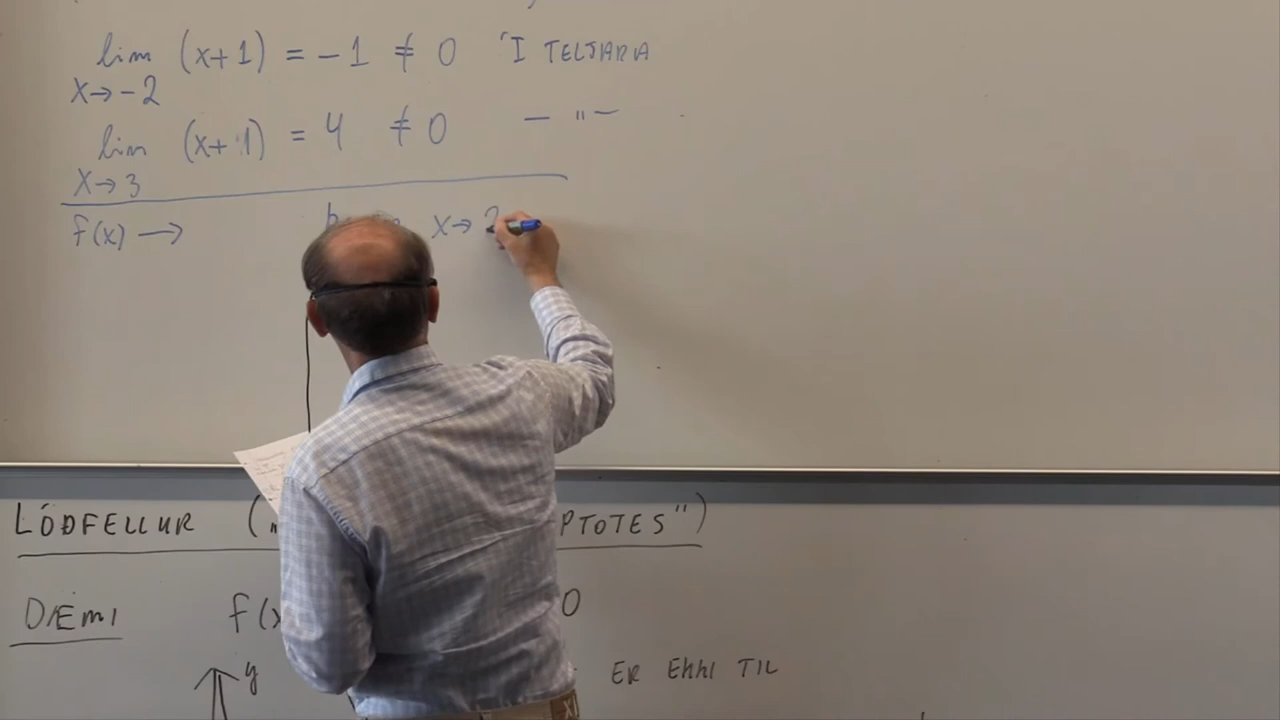 lim (x+1) = -1 ≠ 0 Í TELJARA
x→-2
lim (x+1) = 4 ≠ 0 — " —
x→3
f(x) → x→
LÓÐFELLUR ( PTOTES")
DÆMI f(x 0
y ER EKKI TIL